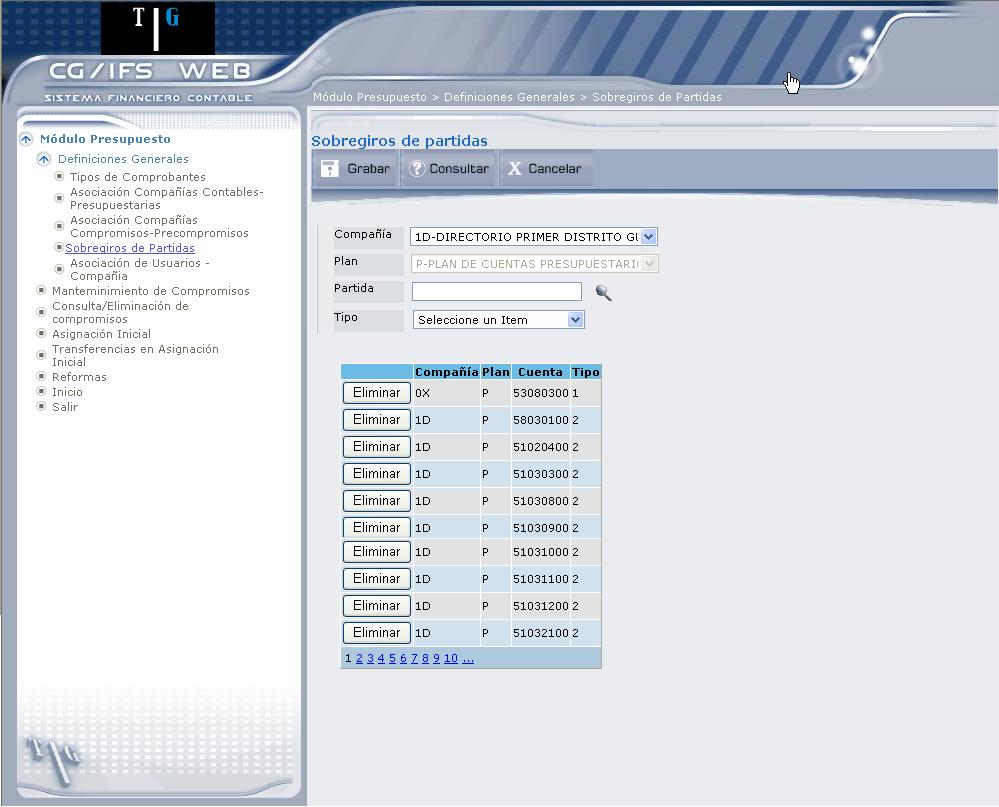 T|G
CG/IFS WEB
SISTEMA FINANCIERO CONTABLE
Módulo Presupuesto > Definiciones Generales > Sobregiros de Partidas
Módulo Presupuesto
Definiciones Generales
Tipos de Comprobantes
Asociación Compañías Contables-
Presupuestarias
Asociación Compañías
Compromisos-Precompromisos
Sobregiros de Partidas
Asociación de Usuarios -
Compañia
Manteminimiento de Compromisos
Consulta/Eliminación de
compromisos
Asignación Inicial
Transferencias en Asignación
Inicial
Reformas
Inicio
Salir
TIG
Sobregiros de partidas
Grabar Consultar Cancelar
Compañía 1D-DIRECTORIO PRIMER DISTRITO GU
Plan P-PLAN DE CUENTAS PRESUPUESTARIC
Partida
Tipo Seleccione un Item
Compañía Plan Cuenta Tipo
Eliminar 0X P 53080300 1
Eliminar 1D P 58030100 2
Eliminar 1D P 51020400 2
Eliminar 1D P 51030300 2
Eliminar 1D P 51030800 2
Eliminar 1D P 51030900 2
Eliminar 1D P 51031000 2
Eliminar 1D P 51031100 2
Eliminar 1D P 51031200 2
Eliminar 1D P 51032100 2
1 2 3 4 5 6 7 8 9 10 ...